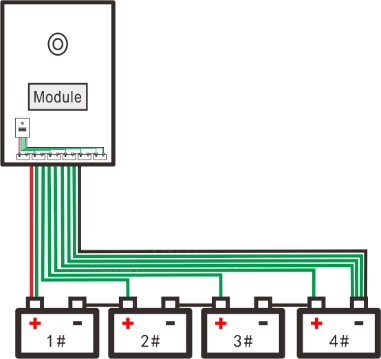 Module
+ - + - + - + -
1# 2# 3# 4#